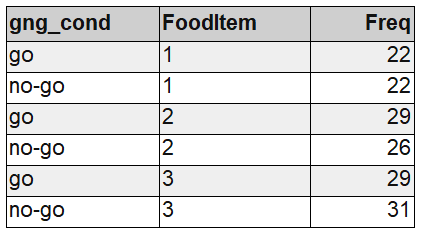 gng_cond FoodItem Freq
go 1 22
no-go 1 22
go 2 29
no-go 2 26
go 3 29
no-go 3 31